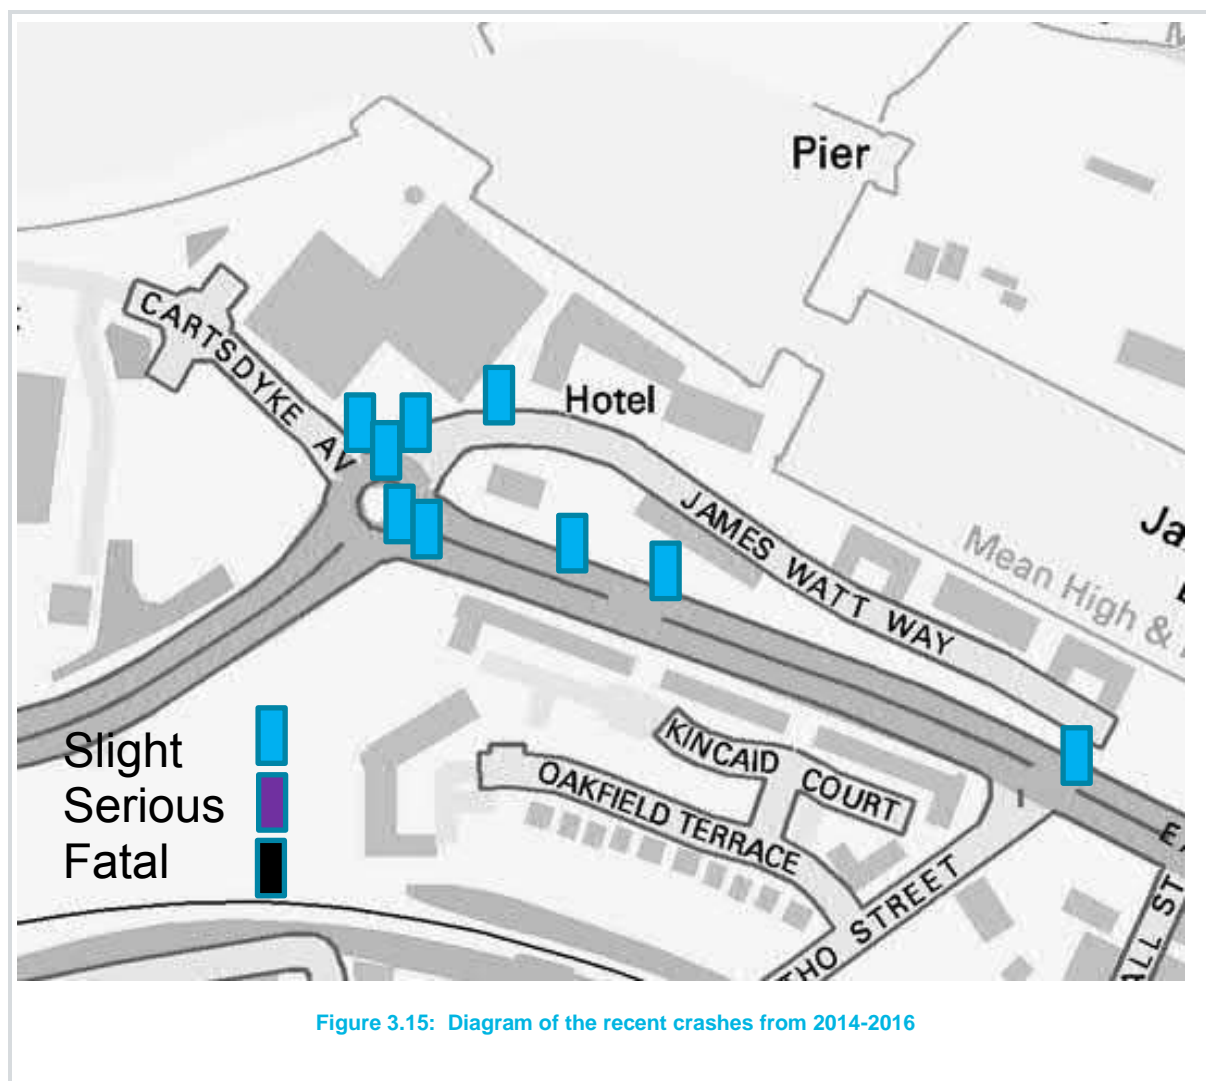 Pier
CARTSDYKE AV
Hotel
JAMES WATT WAY
Mean High &
KINCAID COURT
OAKFIELD TERRACE
STREET
Slight
Serious
Fatal
Figure 3.15: Diagram of the recent crashes from 2014-2016